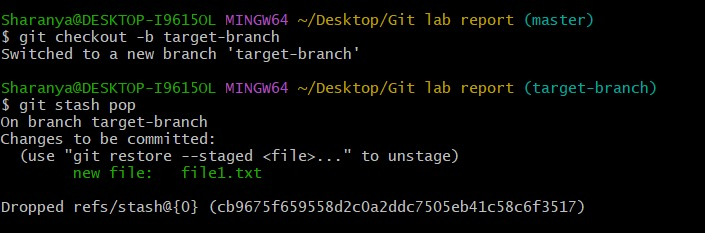 Sharanya@DESKTOP-I9615OL MINGW64 ~/Desktop/Git lab report (master)
$ git checkout -b target-branch
Switched to a new branch 'target-branch'

Sharanya@DESKTOP-I9615OL MINGW64 ~/Desktop/Git lab report (target-branch)
$ git stash pop
On branch target-branch
Changes to be committed:
  (use "git restore --staged <file>..." to unstage)
        new file:   file1.txt

Dropped refs/stash@{0} (cb9675f659558d2c0a2ddc7505eb41c58c6f3517)